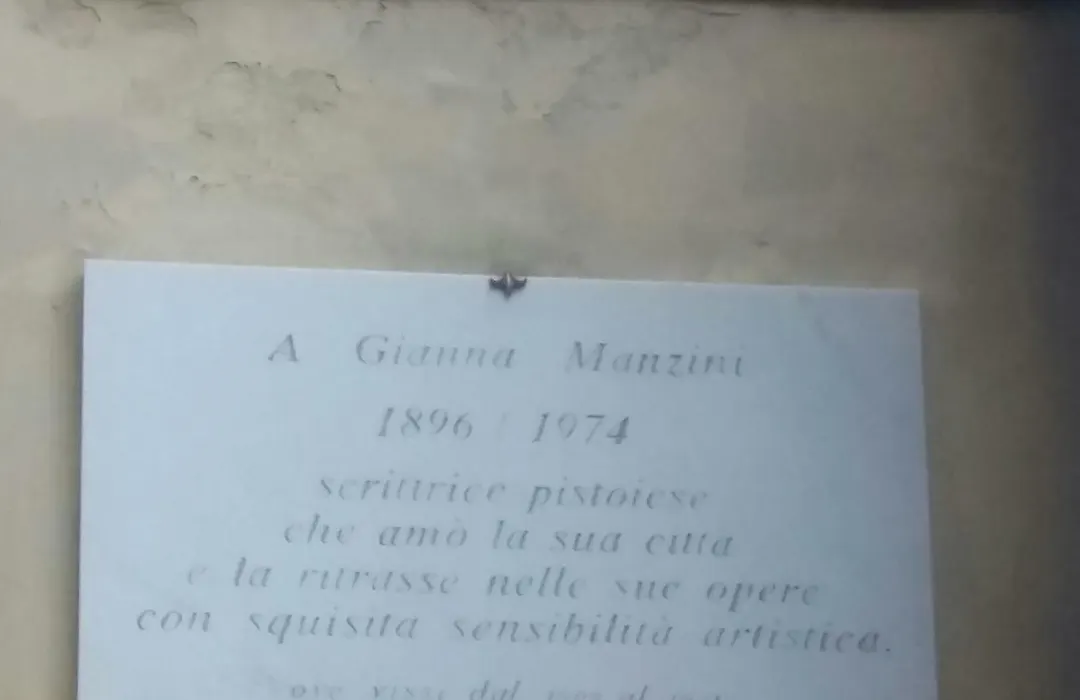 A Gianna Manzini
1896 / 1974
scrittrice pistoiese
che amò la sua città
e la ritrasse nelle sue opere
con squisita sensibilità artistica.